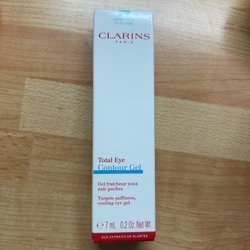 CLARINS
PARIS
Total Eye
Contour Gel
Gel fraîcheur yeux
anti-poches
Targets puffiness,
cooling eye gel
℮ 7 mL 0.2 Oz. Net Wt.
AUX EXTRAITS DE PLANTES